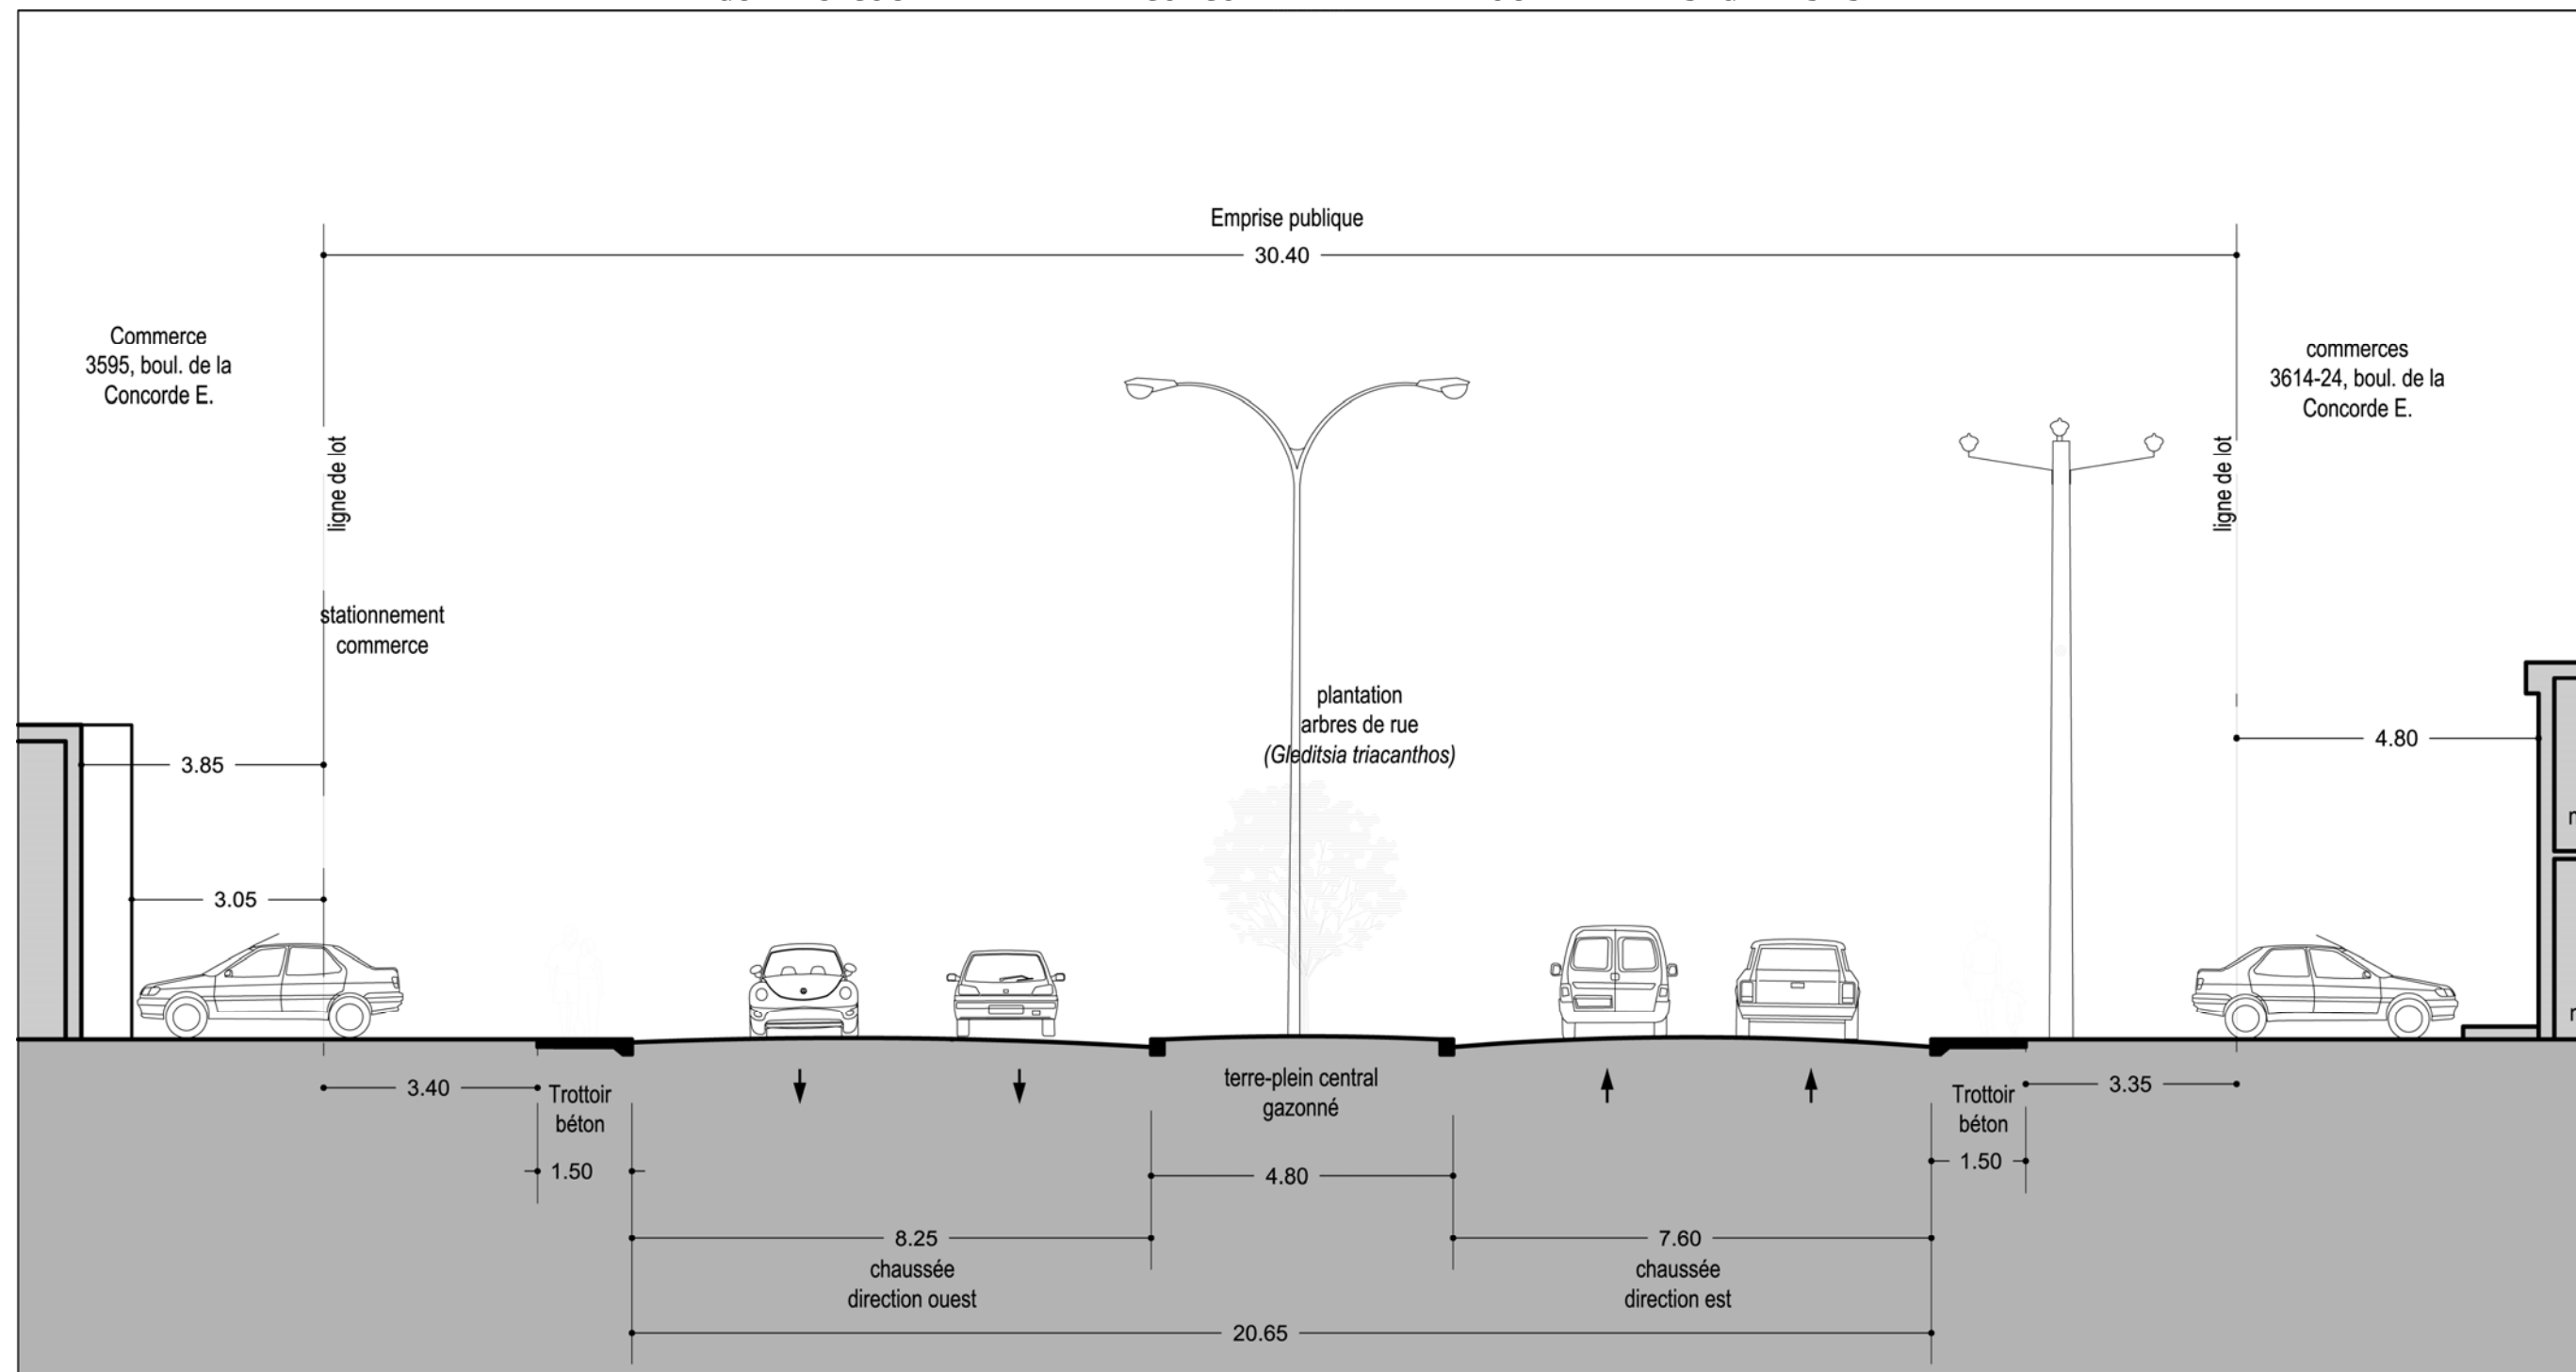 Emprise publique
30.40
Commerce
3595, boul. de la
Concorde E.
commerces
3614-24, boul. de la
Concorde E.
ligne de lot
ligne de lot
stationnement
commerce
plantation
arbres de rue
(Gleditsia triacanthos)
3.85
4.80
3.05
3.40
Trottoir
béton
1.50
terre-plein central
gazonné
4.80
Trottoir
béton
1.50
3.35
8.25
chaussée
direction ouest
7.60
chaussée
direction est
20.65